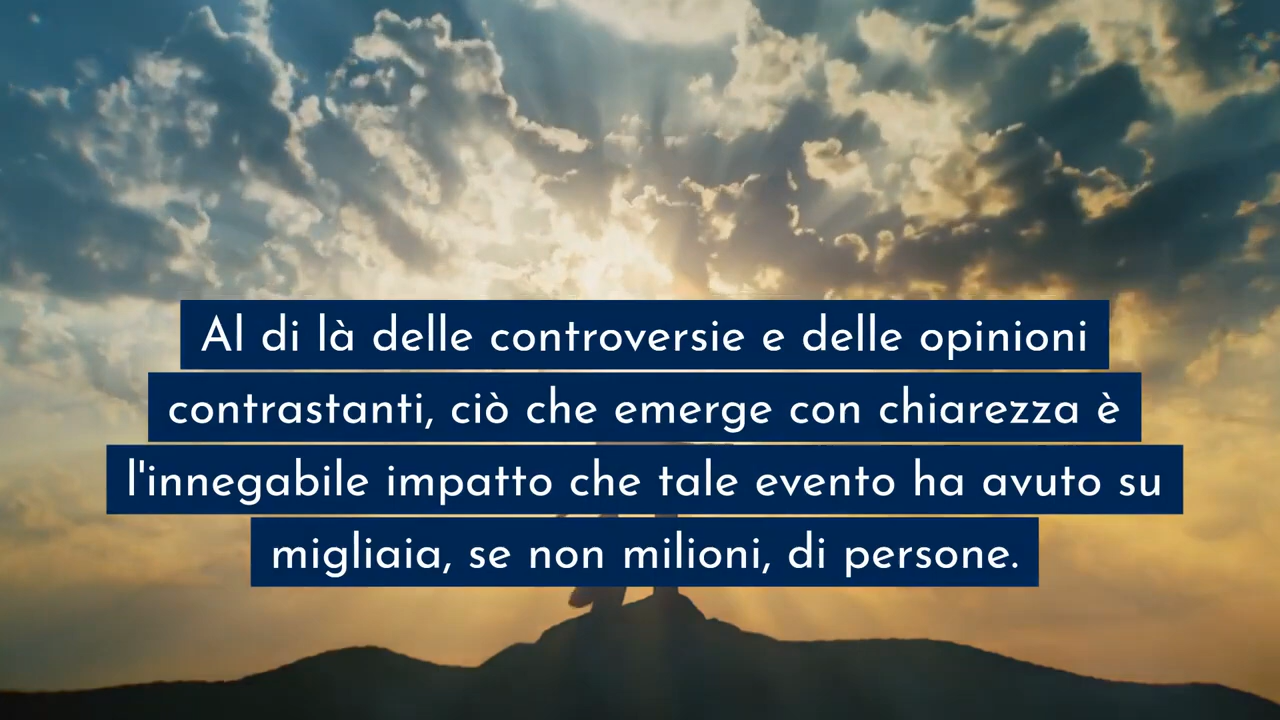 Al di là delle controversie e delle opinioni
contrastanti, ciò che emerge con chiarezza è
l'innegabile impatto che tale evento ha avuto su
migliaia, se non milioni, di persone.